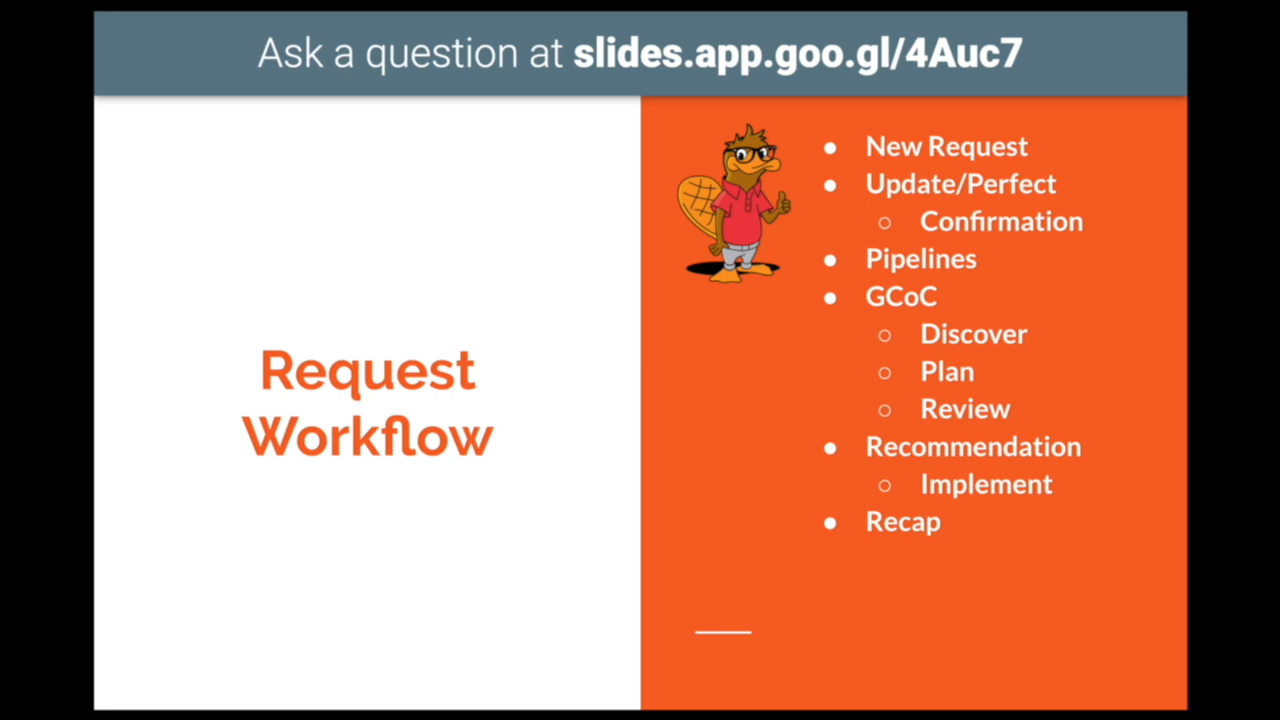 Ask a question at slides.app.goo.gl/4Auc7
Request
Workflow
● New Request
● Update/Perfect
○ Confirmation
● Pipelines
● GCoC
○ Discover
○ Plan
○ Review
● Recommendation
○ Implement
● Recap